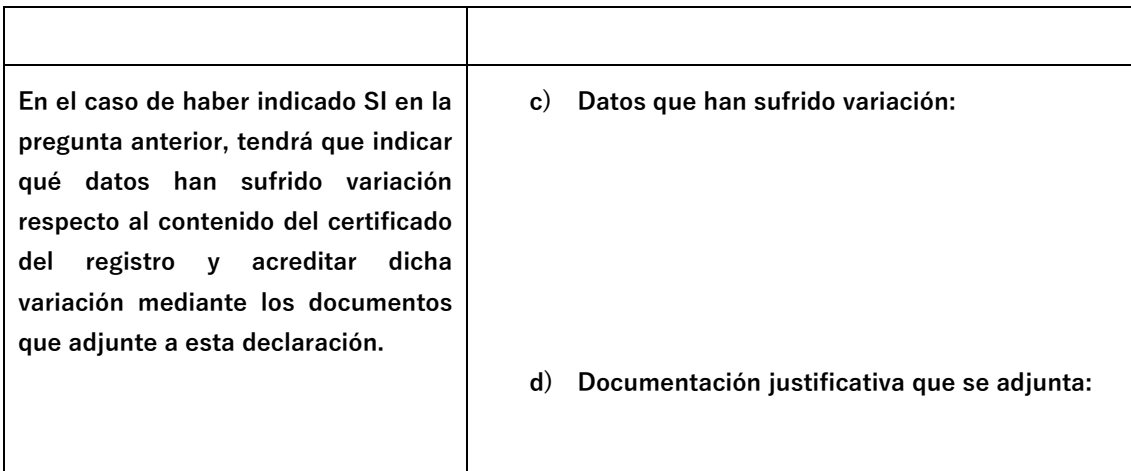 En el caso de haber indicado SI en la
pregunta anterior, tendrá que indicar
qué datos han sufrido variación
respecto al contenido del certificado
del registro y acreditar dicha
variación mediante los documentos
que adjunte a esta declaración.
c) Datos que han sufrido variación:
d) Documentación justificativa que se adjunta: